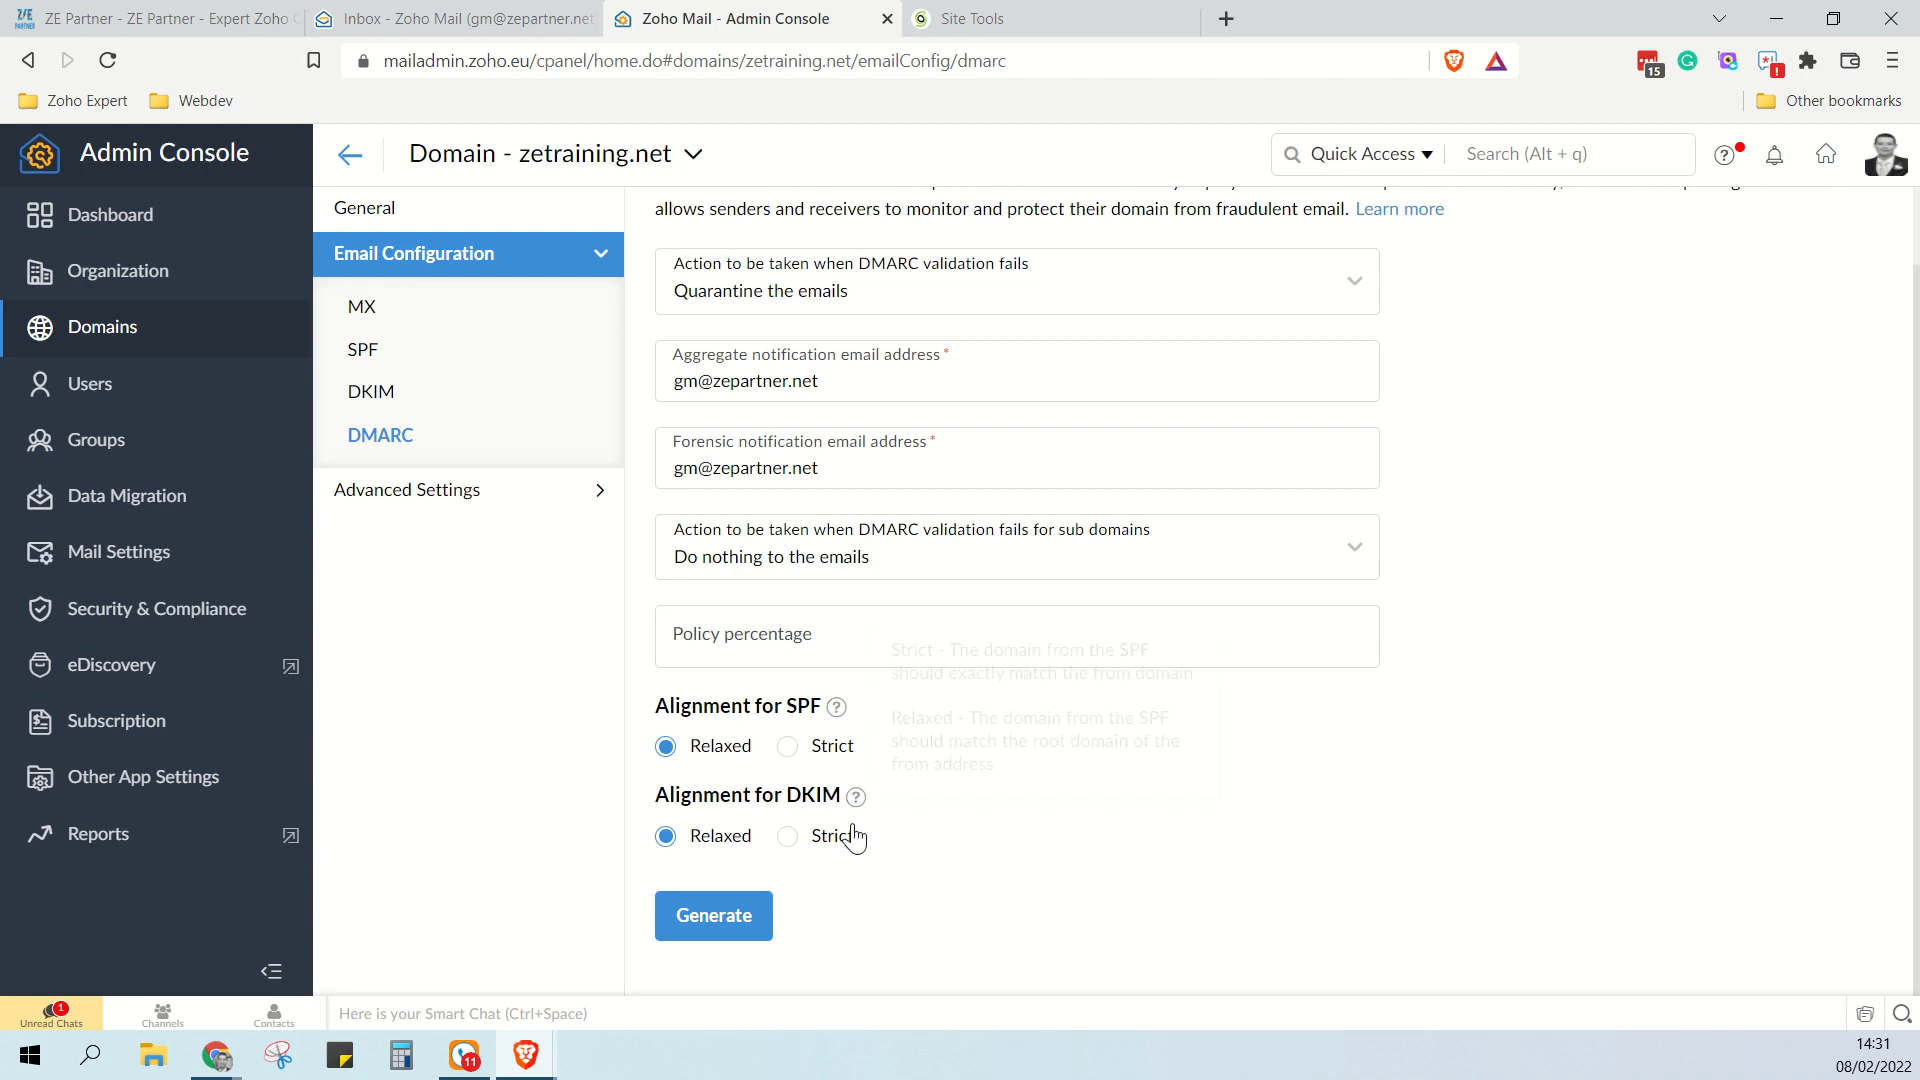 ZE Partner - ZE Partner - Expert Zoho
Inbox - Zoho Mail (gm@zepartner.net
Zoho Mail - Admin Console
Site Tools
mailadmin.zoho.eu/cpanel/home.do#domains/zetraining.net/emailConfig/dmarc
15
Zoho Expert
Webdev
Other bookmarks
Admin Console
Domain - zetraining.net
Quick Access
Search (Alt + q)
Dashboard
Organization
Domains
Users
Groups
Data Migration
Mail Settings
Security & Compliance
eDiscovery
Subscription
Other App Settings
Reports
General
Email Configuration
MX
SPF
DKIM
DMARC
Advanced Settings
allows senders and receivers to monitor and protect their domain from fraudulent email. Learn more
Action to be taken when DMARC validation fails
Quarantine the emails
Aggregate notification email address *
gm@zepartner.net
Forensic notification email address *
gm@zepartner.net
Action to be taken when DMARC validation fails for sub domains
Do nothing to the emails
Policy percentage
Strict - The domain from the SPF
should exactly match the from domain
Relaxed - The domain from the SPF
should match the root domain of the
from address
Alignment for SPF ?
Relaxed Strict
Alignment for DKIM ?
Relaxed Strict
Generate
1
Unread Chats
Channels
Contacts
Here is your Smart Chat (Ctrl+Space)
11
14:31
08/02/2022